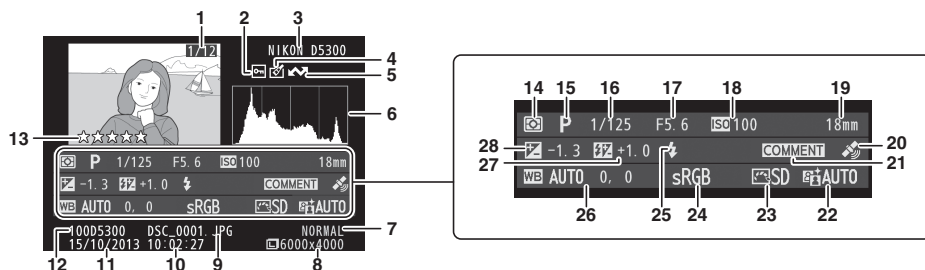 1 2 3
1/12 NIKON D5300
4
5
6
13
P 1/125 F5.6 ISO 100 18mm
-1.3 +1.0 COMMENT
WB AUTO 0, 0 sRGB SD AUTO
100D5300 DSC_0001.JPG NORMAL
15/10/2013 10:02:27 6000x4000
7
12 11 10 9 8
14 15 16 17 18 19
P 1/125 F5.6 ISO 100 18mm
28 -1.3 +1.0 COMMENT 20
27 21
WB AUTO 0, 0 sRGB SD AUTO
26 25 24 23 22